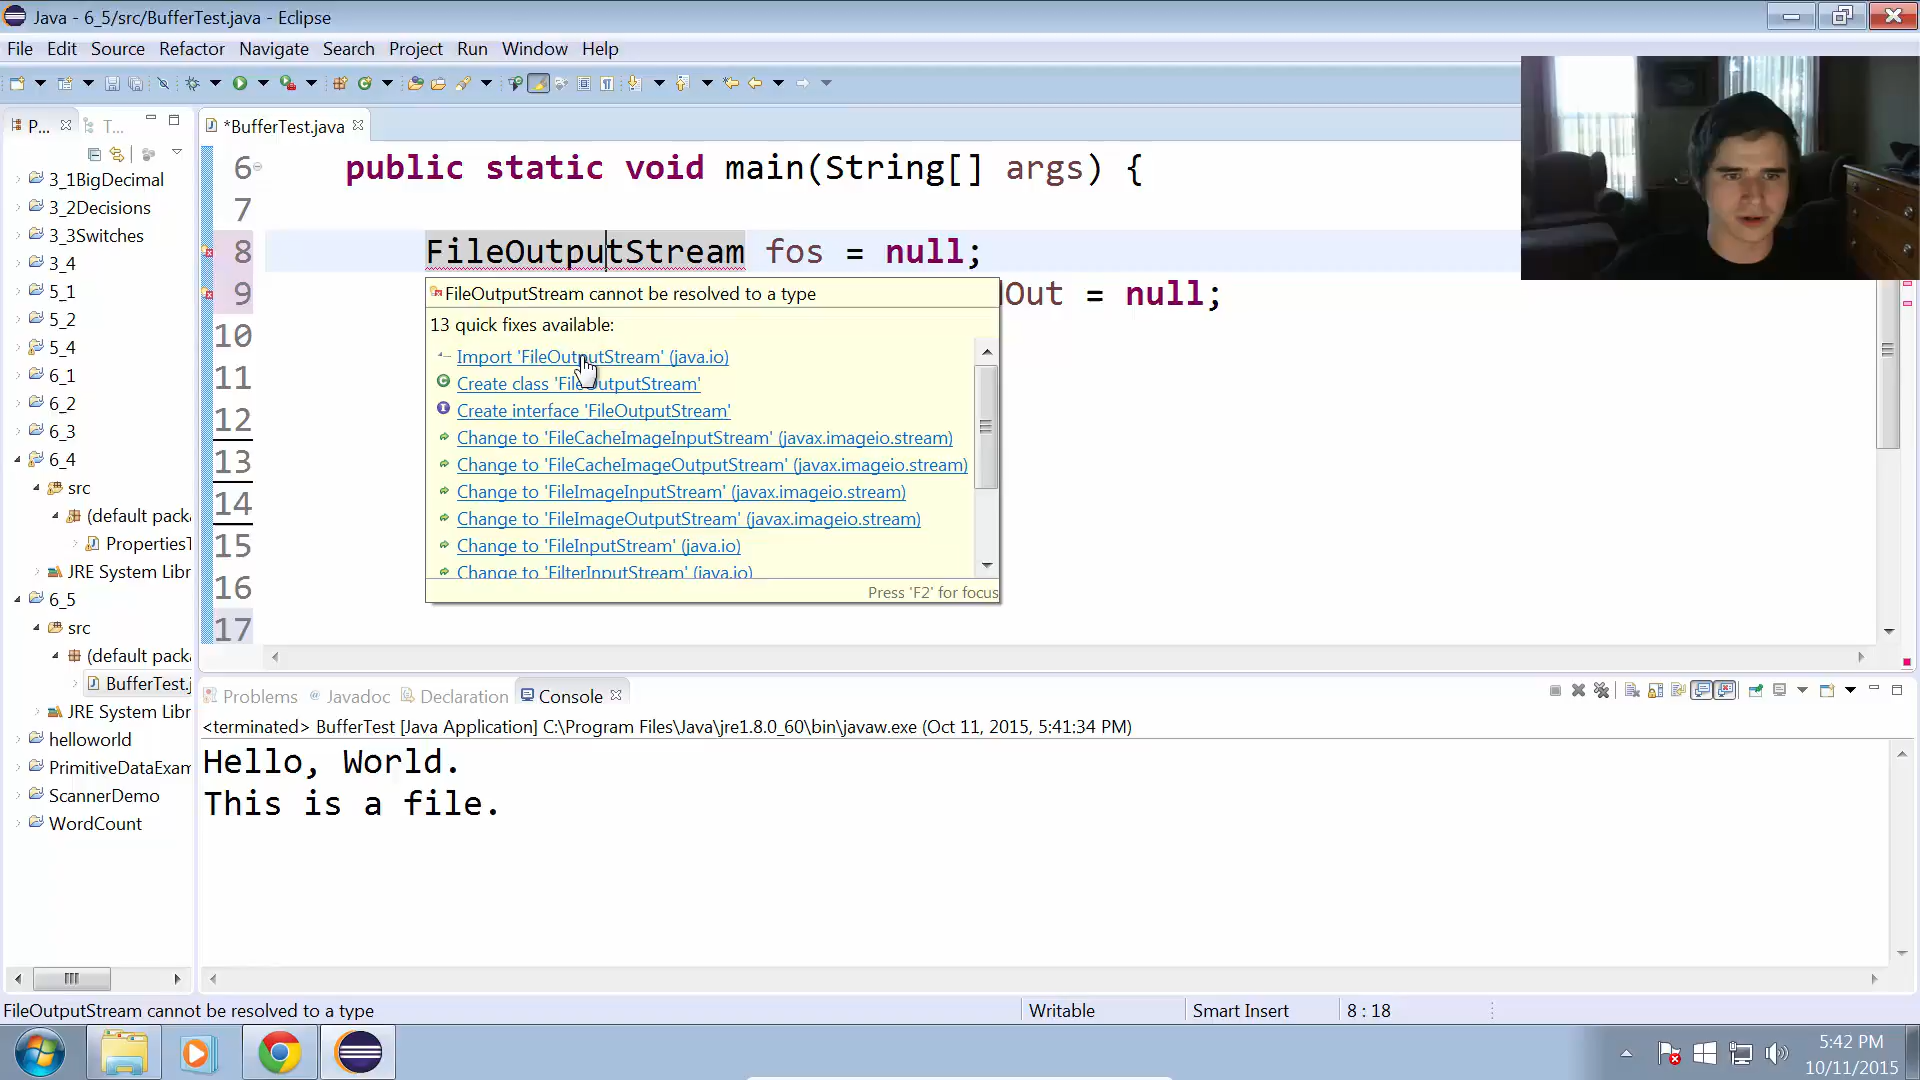 Java - 6_5/src/BufferTest.java - Eclipse
File Edit Source Refactor Navigate Search Project Run Window Help
P... T...
*BufferTest.java
3_1BigDecimal
3_2Decisions
3_3Switches
3_4
5_1
5_2
5_4
6_1
6_2
6_3
6_4
src
(default packa
PropertiesT
JRE System Libr
6_5
src
(default packa
BufferTest.j
JRE System Libr
helloworld
PrimitiveDataExam
ScannerDemo
WordCount
6 public static void main(String[] args) {
7
8 FileOutputStream fos = null;
9 dOut = null;
10
11
12
13
14
15
16
17
FileOutputStream cannot be resolved to a type
13 quick fixes available:
Import 'FileOutputStream' (java.io)
Create class 'FileOutputStream'
Create interface 'FileOutputStream'
Change to 'FileCacheImageInputStream' (javax.imageio.stream)
Change to 'FileCacheImageOutputStream' (javax.imageio.stream)
Change to 'FileImageInputStream' (javax.imageio.stream)
Change to 'FileImageOutputStream' (javax.imageio.stream)
Change to 'FileInputStream' (java.io)
Change to 'FilterInputStream' (java.io)
Press 'F2' for focus
Problems @ Javadoc Declaration Console
<terminated> BufferTest [Java Application] C:\Program Files\Java\jre1.8.0_60\bin\javaw.exe (Oct 11, 2015, 5:41:34 PM)
Hello, World.
This is a file.
FileOutputStream cannot be resolved to a type Writable Smart Insert 8 : 18
5:42 PM
10/11/2015